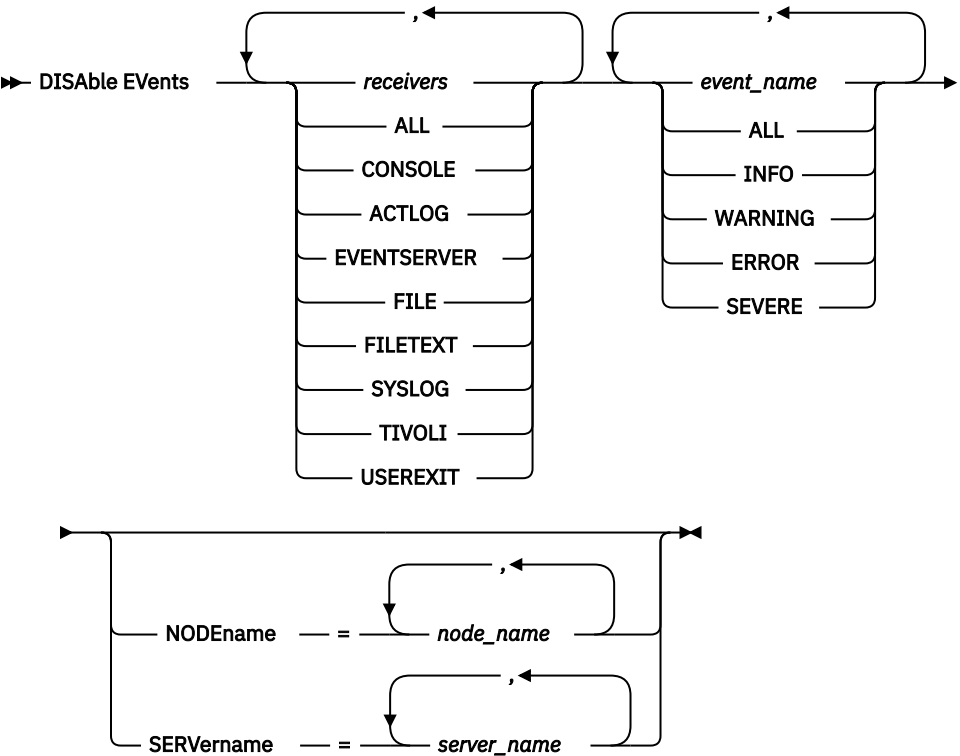 , ,
DISAble EVents receivers event_name
ALL ALL
CONSOLE INFO
ACTLOG WARNING
EVENTSERVER ERROR
FILE SEVERE
FILETEXT
SYSLOG
TIVOLI
USEREXIT
,
NODEname = node_name
,
SERVername = server_name